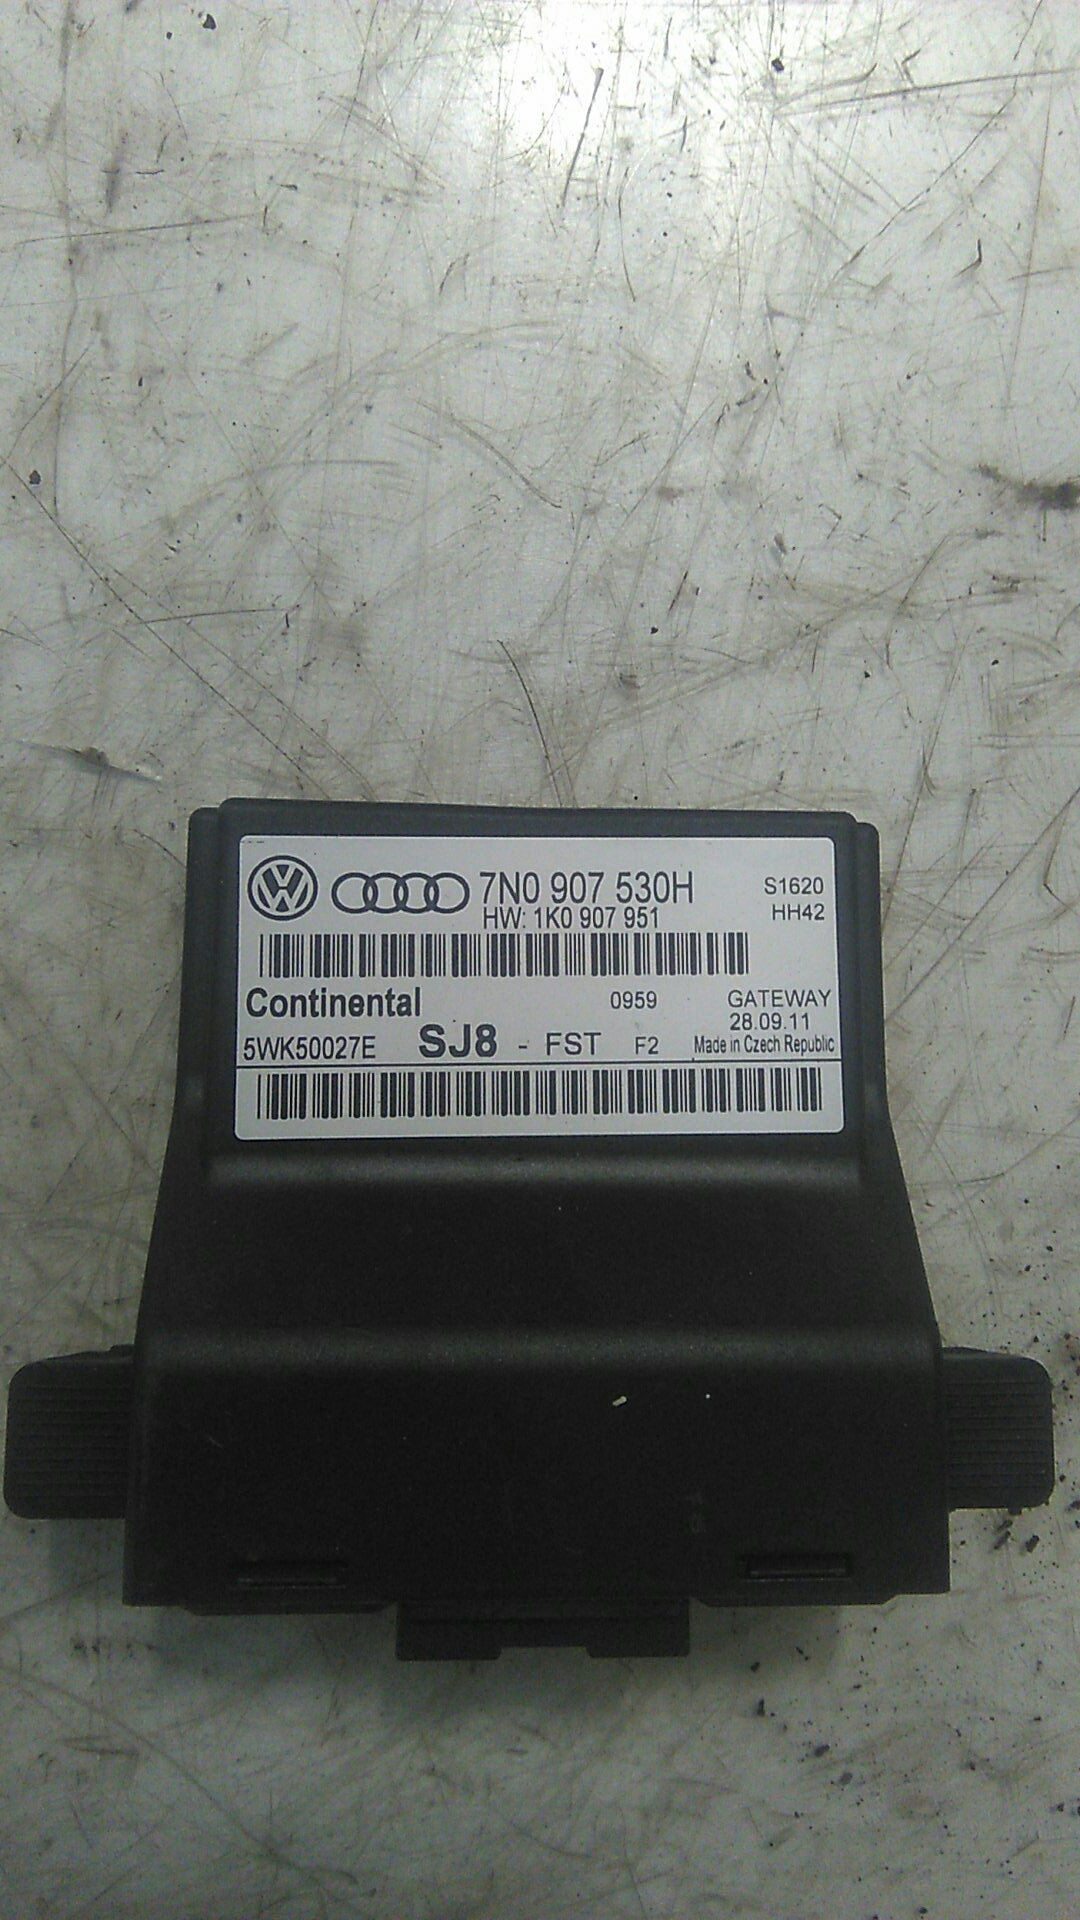 7N0 907 530H
S1620
HW: 1K0 907 951
HH42
Continental
0959
GATEWAY
28.09.11
5WK50027E SJ8 - FST F2 Made in Czech Republic